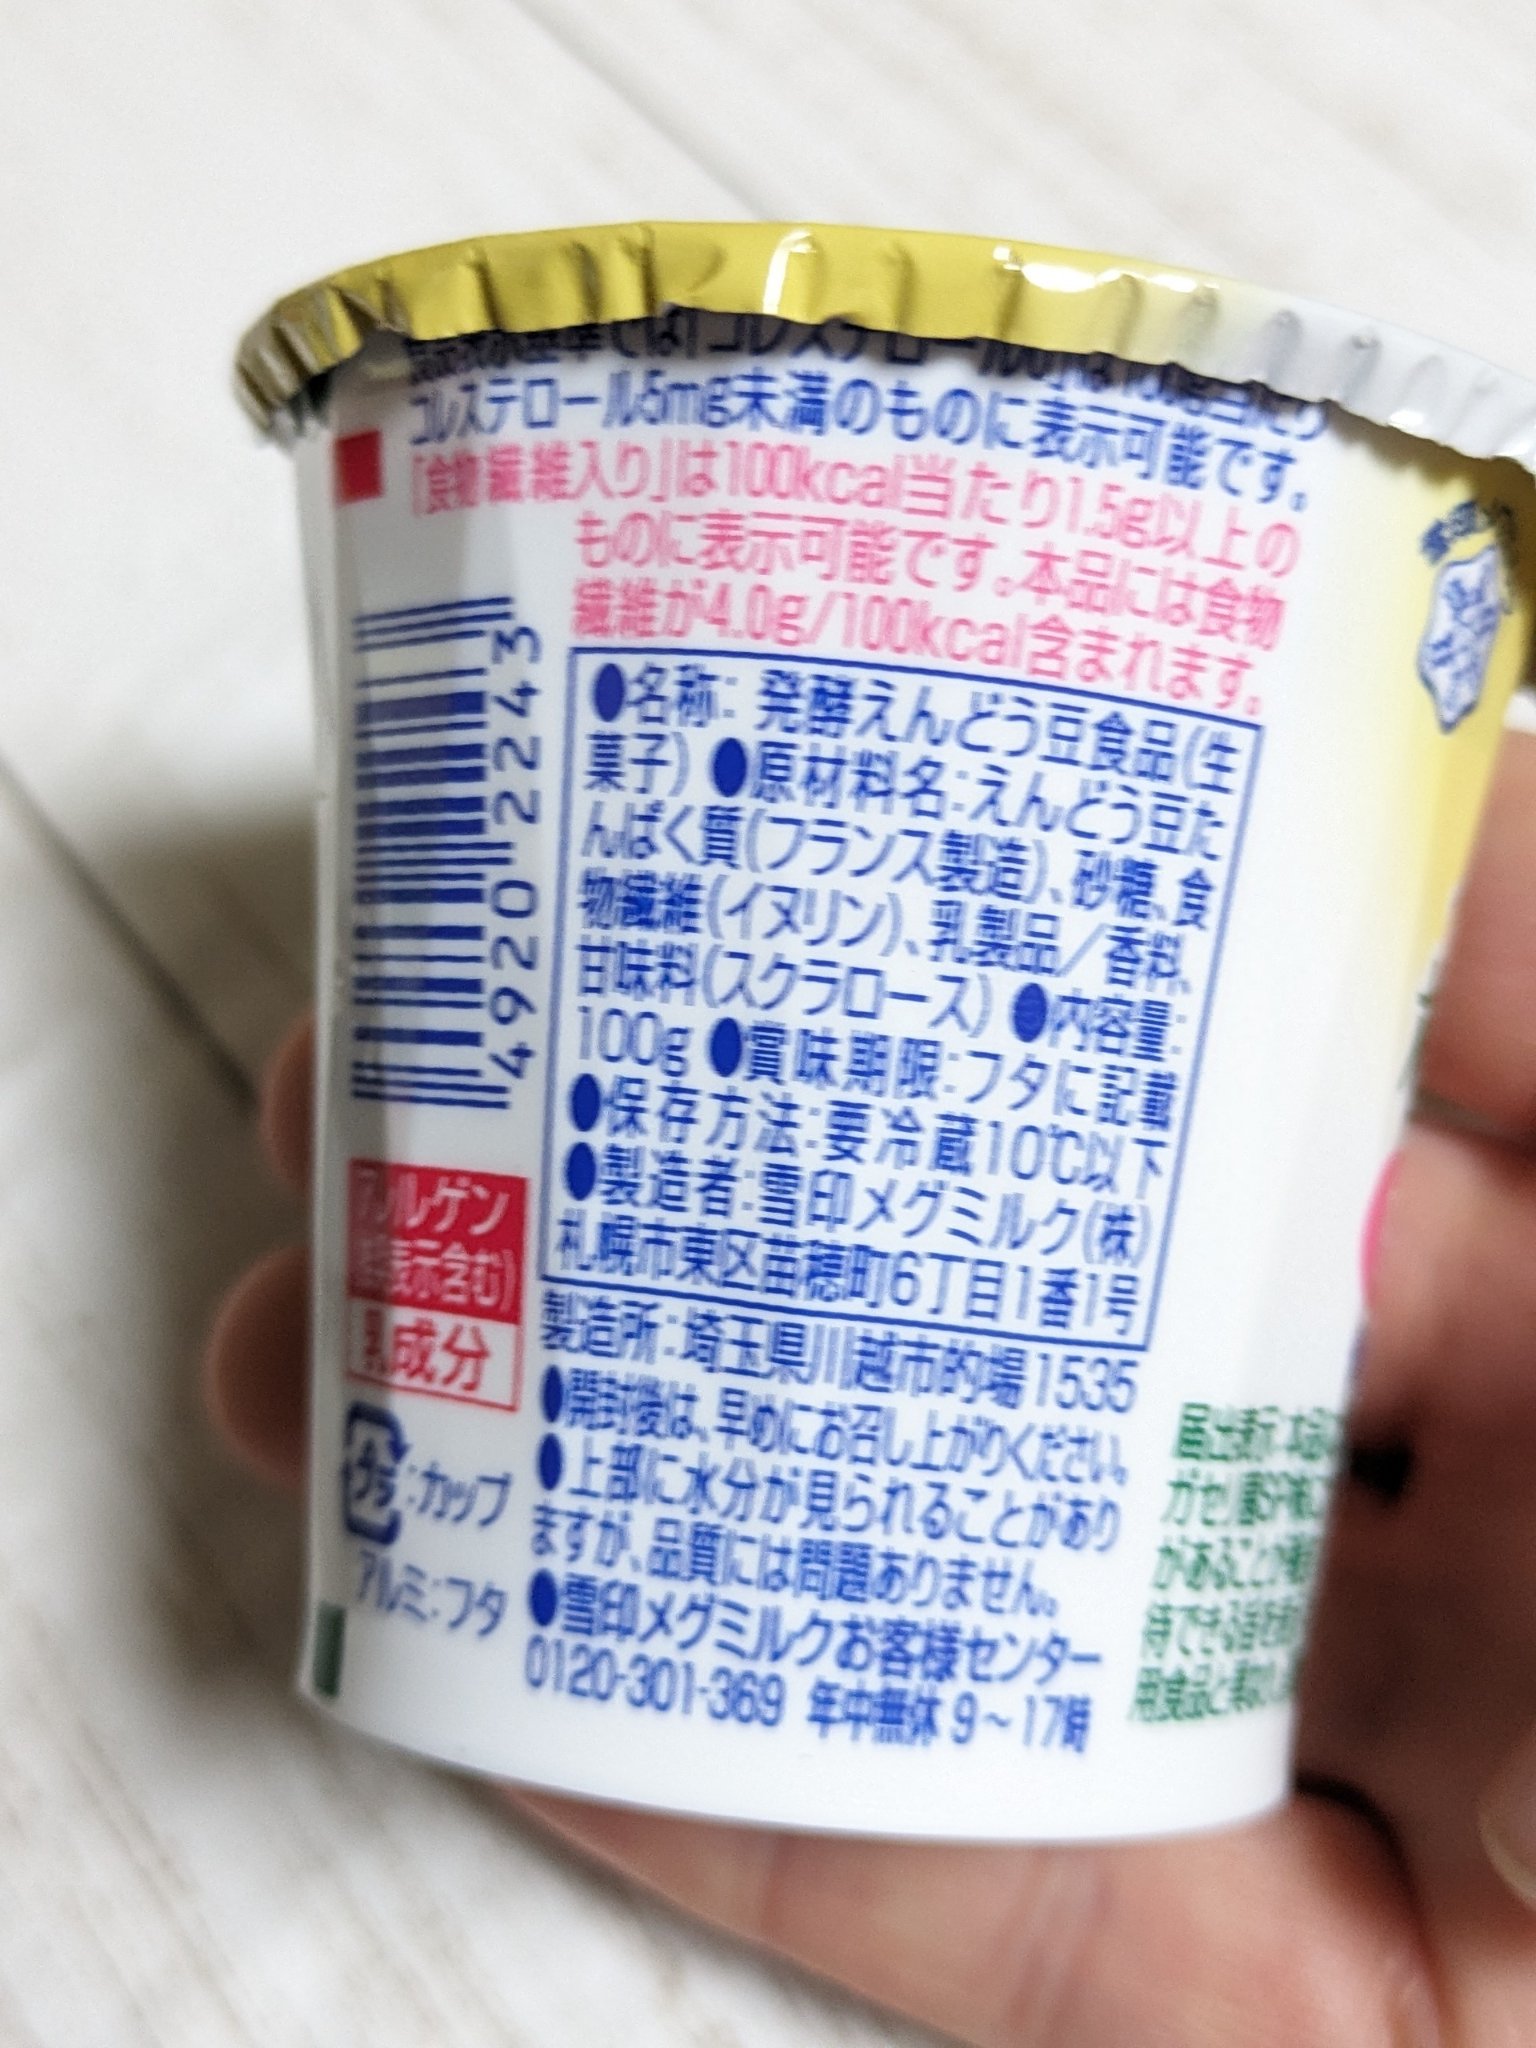 コレステロール5mg未満のものに表示可能です。
「食物繊維入り」は100kcal当たり1.5g以上の
ものに表示可能です。本品には食物
繊維が4.0g/100kcal含まれます。
●名称: 発酵えんどう豆食品(生
菓子) ●原材料名:えんどう豆た
んぱく質(フランス製造)、砂糖、食
物繊維(イヌリン)、乳製品/香料、
甘味料(スクラロース) ●内容量:
100g ●賞味期限:フタに記載
●保存方法:要冷蔵10℃以下
●製造者:雪印メグミルク(株)
札幌市東区苗穂町6丁目1番1号
製造所:埼玉県川越市的場1535
●開封後は、早めにお召し上がりください。
●上部に水分が見られることがあり
ますが、品質には問題ありません。
●雪印メグミルクお客様センター
0120-301-369 年中無休 9~17時
4920 2243
アレルゲン
表示含む)
成分
プラ:カップ
アルミ:フタ
届出表示:本品